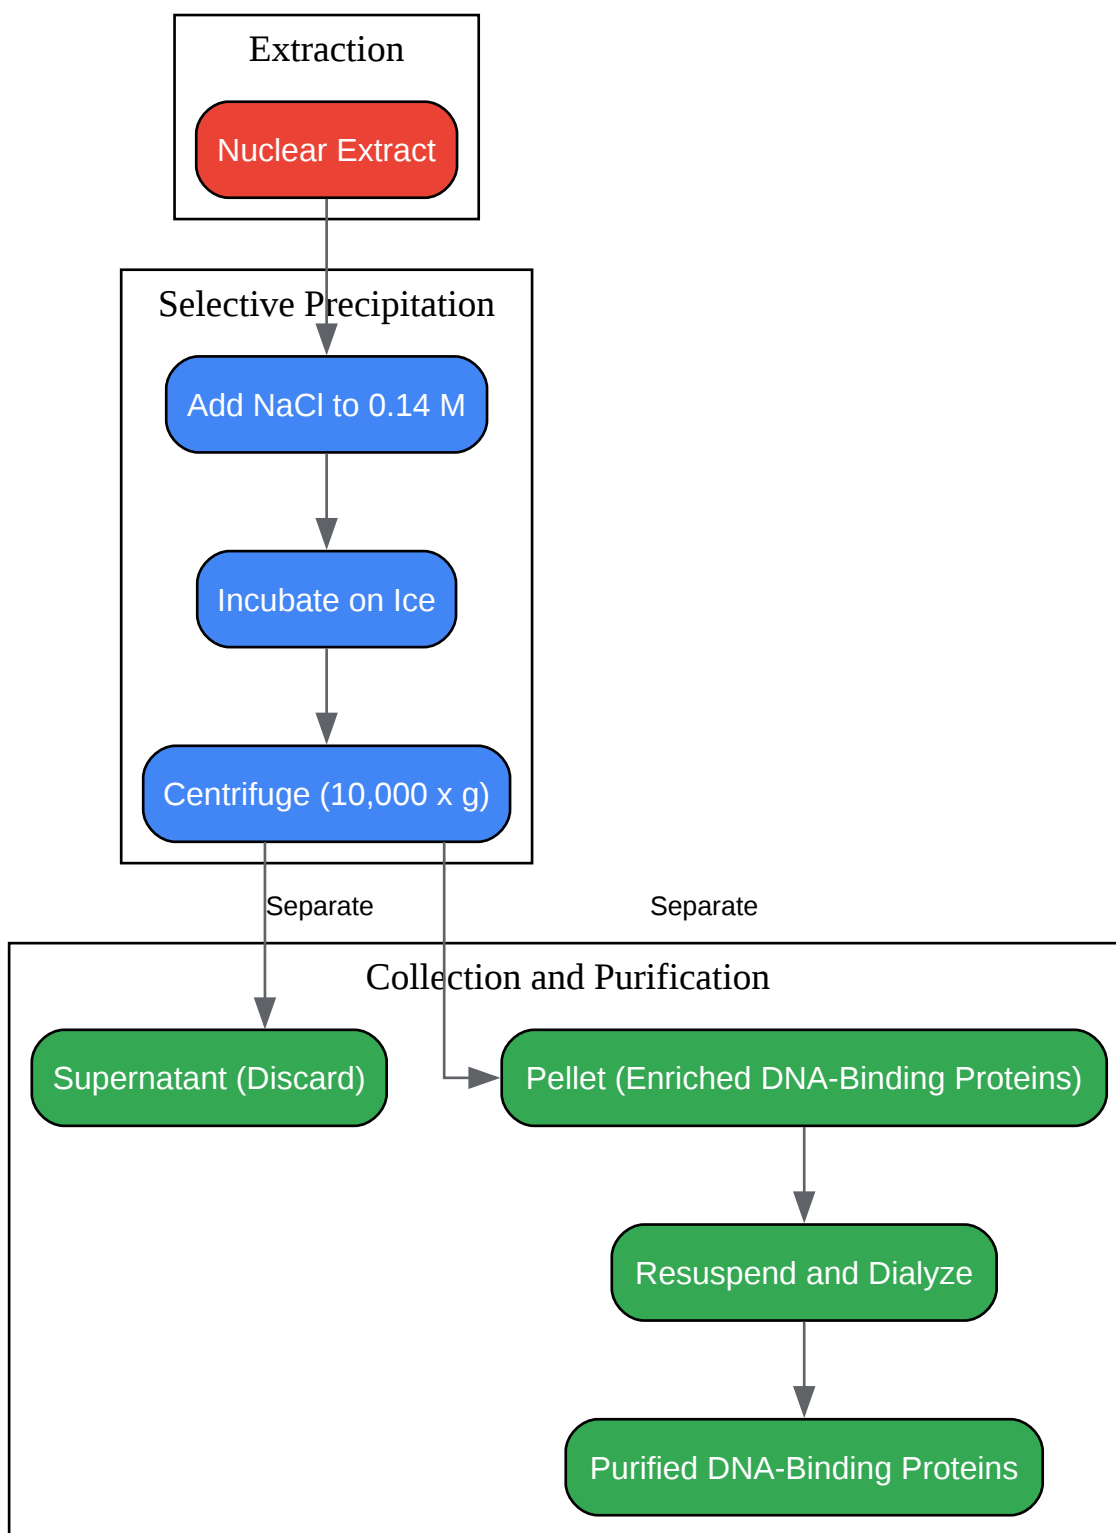 Extraction
Nuclear Extract
Selective Precipitation
Add NaCl to 0.14 M
Incubate on Ice
Centrifuge (10,000 x g)
Separate
Separate
Collection and Purification
Supernatant (Discard)
Pellet (Enriched DNA-Binding Proteins)
Resuspend and Dialyze
Purified DNA-Binding Proteins